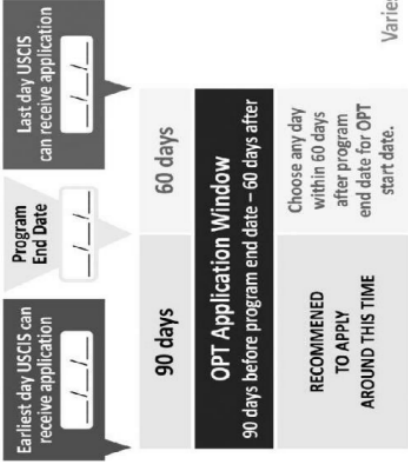 Earliest day USCIS can
receive application
__/__/__
Program
End Date
__/__/__
Last day USCIS
can receive application
__/__/__
90 days
60 days
OPT Application Window
90 days before program end date – 60 days after
RECOMMENED
TO APPLY
AROUND THIS TIME
Choose any day
within 60 days
after program
end date for OPT
start date.
Varies